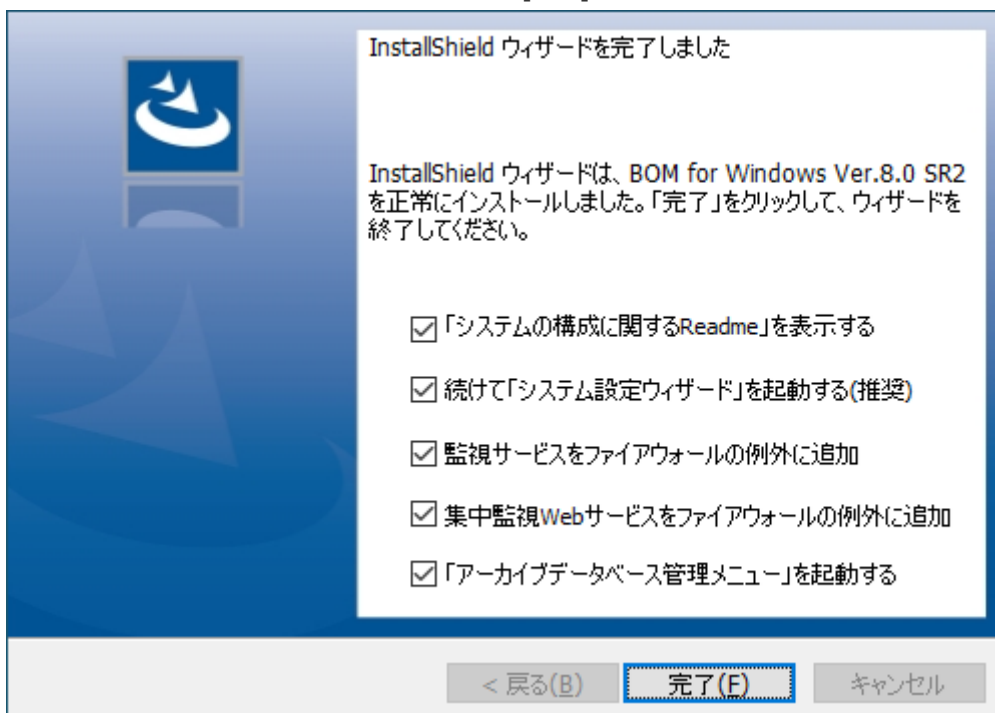 InstallShield ウィザードを完了しました
InstallShield ウィザードは、BOM for Windows Ver.8.0 SR2
を正常にインストールしました。「完了」をクリックして、ウィザードを
終了してください。
「システムの構成に関するReadme」を表示する
続けて「システム設定ウィザード」を起動する(推奨)
監視サービスをファイアウォールの例外に追加
集中監視Webサービスをファイアウォールの例外に追加
「アーカイブデータベース管理メニュー」を起動する
< 戻る(B) 完了(F) キャンセル